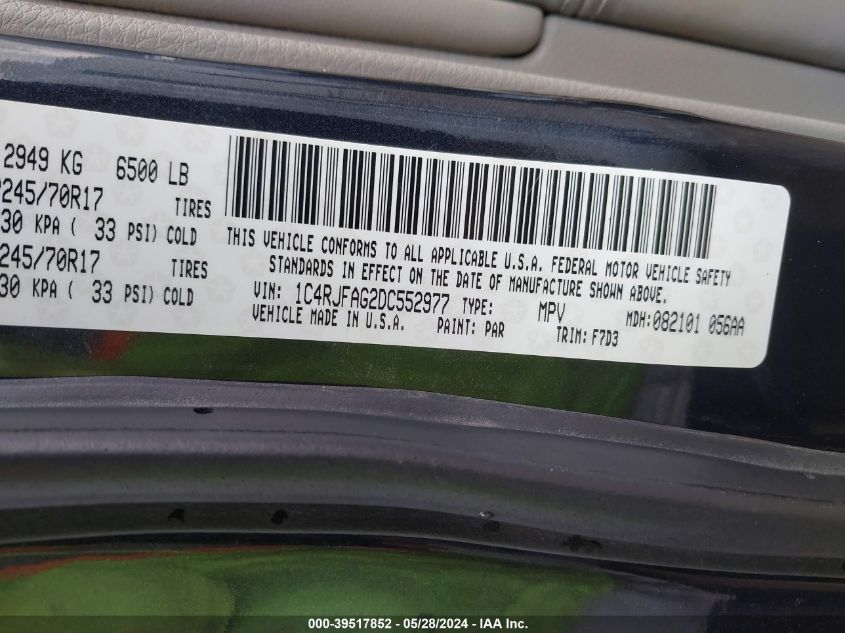 2949 KG 6500 LB
245/70R17 TIRES
30 KPA ( 33 PSI) COLD
245/70R17 TIRES
30 KPA ( 33 PSI) COLD
THIS VEHICLE CONFORMS TO ALL APPLICABLE U.S.A. FEDERAL MOTOR VEHICLE SAFETY
STANDARDS IN EFFECT ON THE DATE OF MANUFACTURE SHOWN ABOVE.
VIN: 1C4RJFAG2DC552977 TYPE: MPV MDH:082101 056AA
VEHICLE MADE IN U.S.A. PAINT: PAR TRIM: F7D3
000-39517852 - 05/28/2024 - IAA Inc.